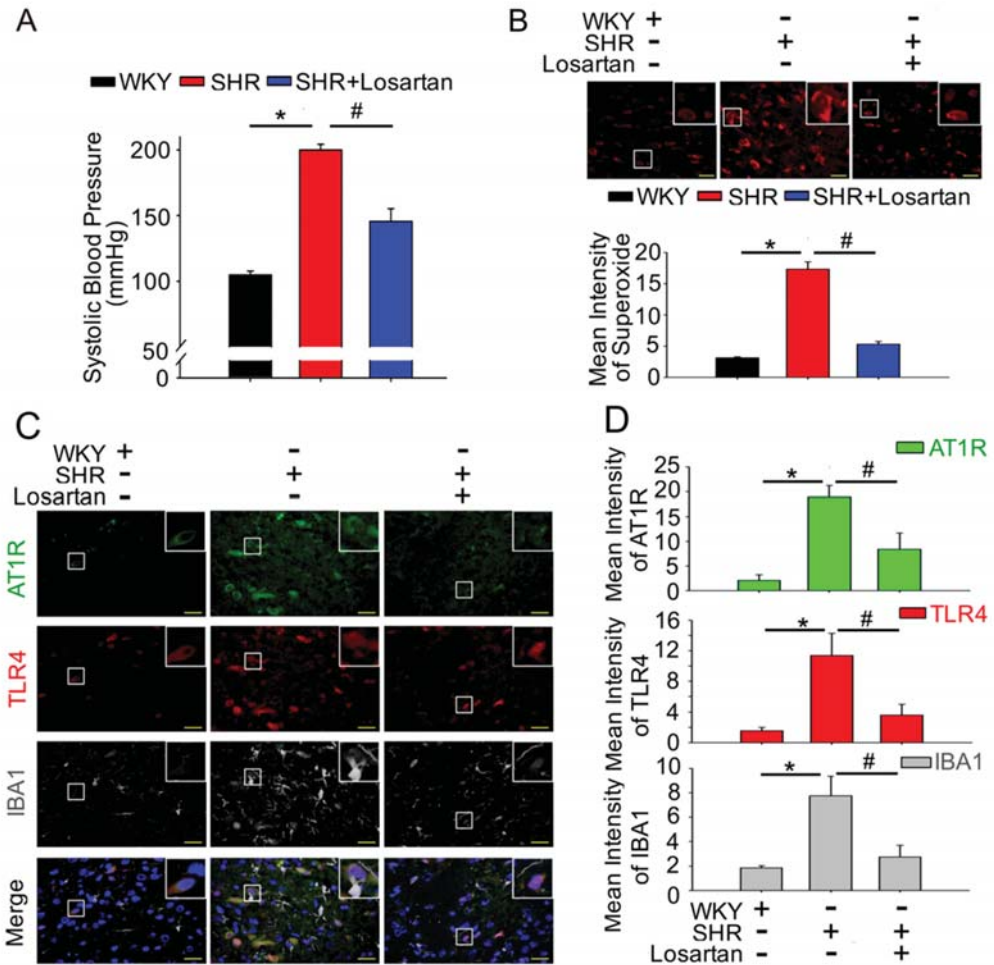 A
WKY SHR SHR+Losartan
* #
Systolic Blood Pressure
(mmHg)
200
150
100
50
0
B
WKY + - -
SHR - + +
Losartan - - +
WKY SHR SHR+Losartan
* #
Mean Intensity
of Superoxide
20
15
10
5
0
C
WKY + - -
SHR - + +
Losartan - - +
AT1R
TLR4
IBA1
Merge
D
AT1R
* #
Mean Intensity
of AT1R
25
20
15
10
5
0
TLR4
* #
Mean Intensity
of TLR4
16
12
8
4
0
IBA1
* #
Mean Intensity
of IBA1
10
8
6
4
2
0
WKY + - -
SHR - + +
Losartan - - +